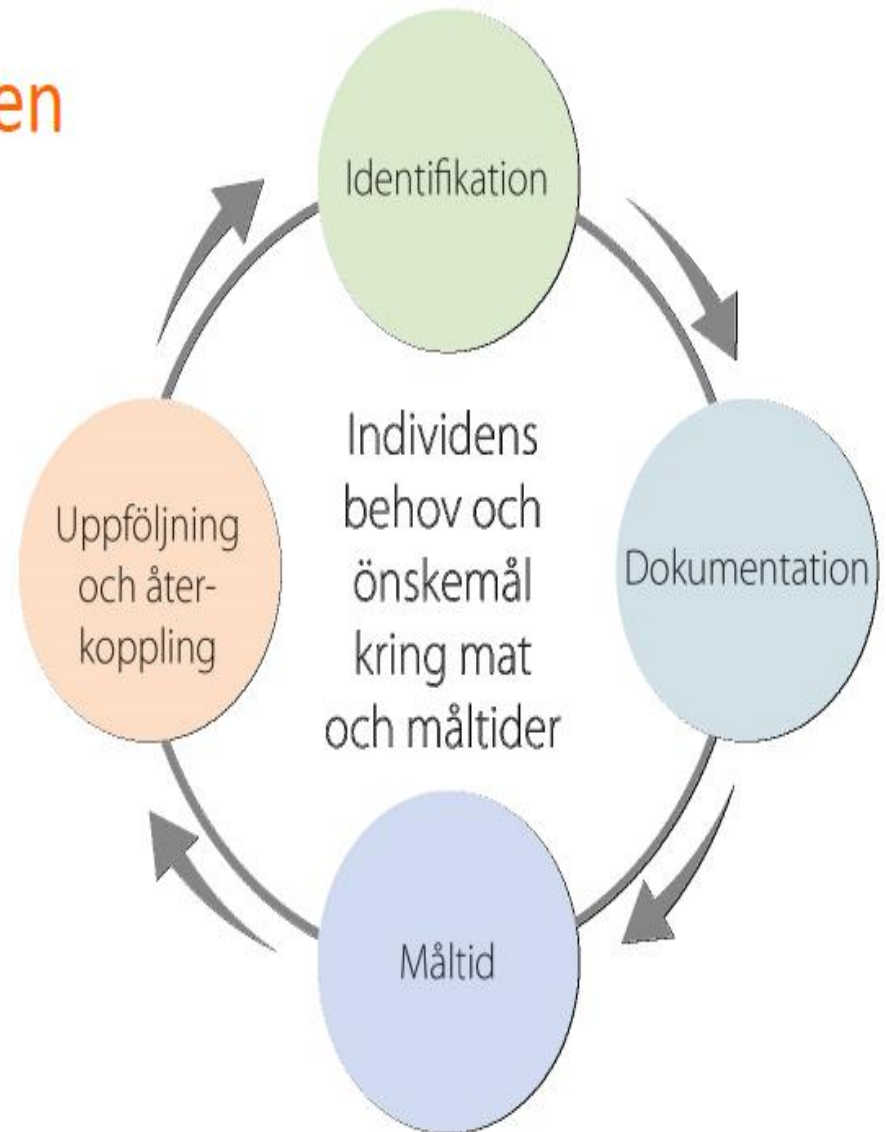 en
Identifikation
Individens
behov och
önskemål
kring mat
och måltider
Uppföljning
och åter-
koppling
Dokumentation
Måltid